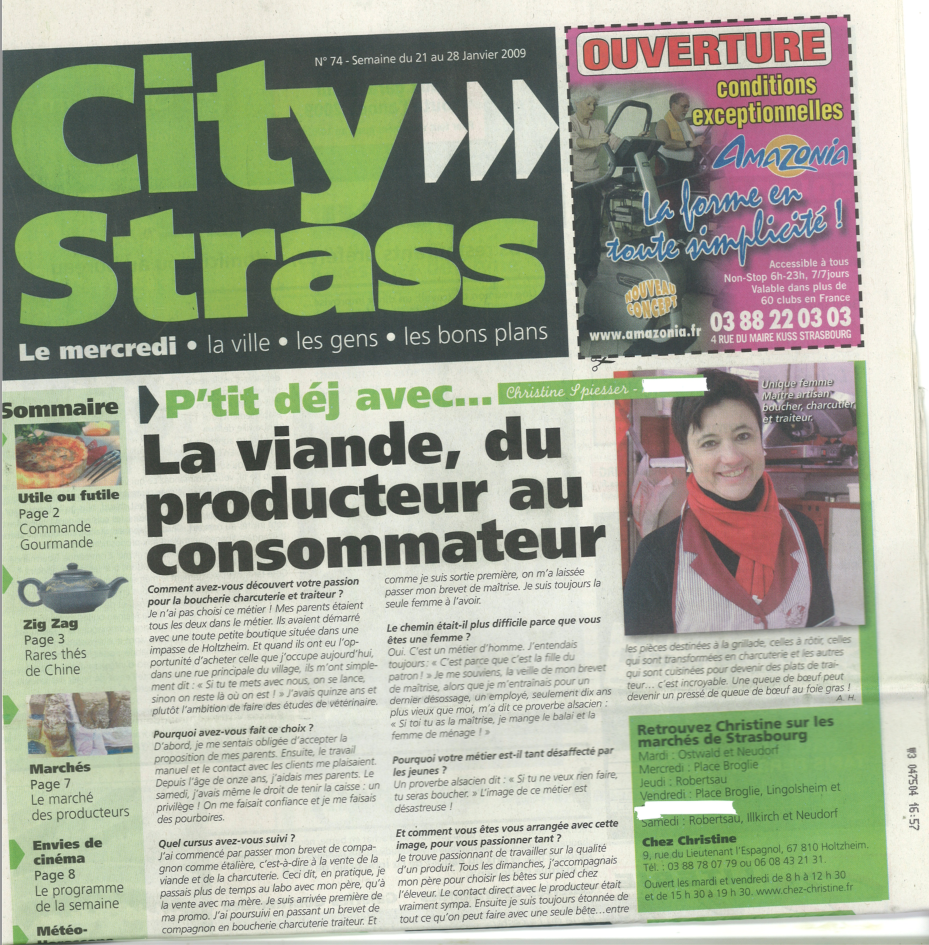 N° 74 - Semaine du 21 au 28 Janvier 2009
City
Strass
Le mercredi • la ville • les gens • les bons plans
OUVERTURE
conditions
exceptionnelles
AMAZONIA
La forme en
toute simplicité !
Accessible à tous
Non-Stop 6h-23h, 7/7jours
Valable dans plus de
60 clubs en France
NOUVEAU
CONCEPT
03 88 22 03 03
www.amazonia.fr
4 RUE DU MAIRE KUSS STRASBOURG
Sommaire
Utile ou futile
Page 2
Commande
Gourmande
Zig Zag
Page 3
Rares thés
de Chine
Marchés
Page 7
Le marché
des producteurs
Envies de
cinéma
Page 8
Le programme
de la semaine
Météo-
P'tit déj avec... Christine Spiesser -
La viande, du
producteur au
consommateur
Unique femme
Maître artisan
boucher, charcutier
et traiteur.
Comment avez-vous découvert votre passion
pour la boucherie charcuterie et traiteur ?
Je n'ai pas choisi ce métier ! Mes parents étaient
tous les deux dans le métier. Ils avaient démarré
avec une toute petite boutique située dans une
impasse de Holtzheim. Et quand ils ont eu l'op-
portunité d'acheter celle que j'occupe aujourd'hui,
dans une rue principale du village, ils m'ont simple-
ment dit : « Si tu te mets avec nous, on se lance,
sinon on reste là où on est ! » J'avais quinze ans et
plutôt l'ambition de faire des études de vétérinaire.
Pourquoi avez-vous fait ce choix ?
D'abord, je me sentais obligée d'accepter la
proposition de mes parents. Ensuite, le travail
manuel et le contact avec les clients me plaisaient.
Depuis l'âge de onze ans, j'aidais mes parents. Le
samedi, j'avais même le droit de tenir la caisse : un
privilège ! On me faisait confiance et je me faisais
des pourboires.
Quel cursus avez-vous suivi ?
J'ai commencé par passer mon brevet de compa-
gnon comme étalière, c'est-à-dire à la vente de la
viande et de la charcuterie. Ceci dit, en pratique, je
passais plus de temps au labo avec mon père, qu'à
la vente avec ma mère. Je suis arrivée première de
ma promo. J'ai poursuivi en passant un brevet de
compagnon en boucherie charcuterie traiteur. Et
comme je suis sortie première, on m'a laissée
passer mon brevet de maîtrise. Je suis toujours la
seule femme à l'avoir.
Le chemin était-il plus difficile parce que vous
êtes une femme ?
Oui. C'est un métier d'homme. J'entendais
toujours : « C'est parce que c'est la fille du
patron ! » Je me souviens, la veille de mon brevet
de maîtrise, alors que je m'entraînais pour un
dernier désossage, un employé, seulement dix ans
plus vieux que moi, m'a dit ce proverbe alsacien :
« Si toi tu as la maîtrise, je mange le balai et la
femme de ménage ! »
Pourquoi votre métier est-il tant désaffecté par
les jeunes ?
Un proverbe alsacien dit : « Si tu ne veux rien faire,
tu seras boucher. » L'image de ce métier est
désastreuse !
Et comment vous êtes vous arrangée avec cette
image, pour vous passionner tant ?
Je trouve passionnant de travailler sur la qualité
d'un produit. Tous les dimanches, j'accompagnais
mon père pour choisir les bêtes sur pied chez
l'éleveur. Le contact direct avec le producteur était
vraiment sympa. Ensuite je suis toujours étonnée de
tout ce qu'on peut faire avec une seule bête...entre
les pièces destinées à la grillade, celles à rôtir, celles
qui sont transformées en charcuterie et les autres
qui sont cuisinées pour devenir des plats de trai-
teur... c'est incroyable. Une queue de bœuf peut
devenir un pressé de queue de bœuf au foie gras !
A. H.
Retrouvez Christine sur les
marchés de Strasbourg
Mardi : Ostwald et Neudorf
Mercredi : Place Broglie
Jeudi : Robertsau
Vendredi : Place Broglie, Lingolsheim et
Samedi : Robertsau, Illkirch et Neudorf
Chez Christine
9, rue du Lieutenant l'Espagnol, 67 810 Holtzheim.
Tél. : 03 88 78 07 79 ou 06 08 43 21 31.
Ouvert les mardi et vendredi de 8 h à 12 h 30
et de 15 h 30 à 19 h 30. www.chez-christine.fr
W3 047504 16:57